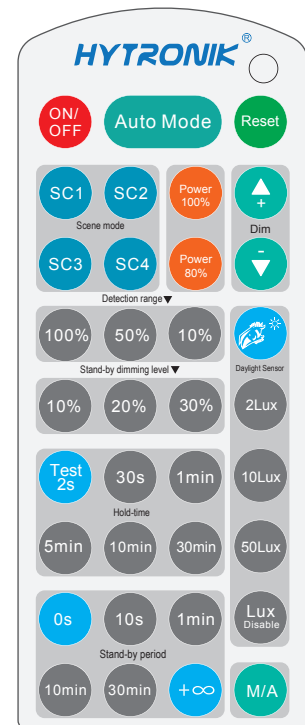 HYTRONIK®
ON/
OFF
Auto Mode
Reset
SC1
SC2
Power
100%
+
Scene mode
Dim
SC3
SC4
Power
80%
-
Detection range▼
100%
50%
10%
Daylight Sensor
Stand-by dimming level▼
10%
20%
30%
2Lux
Test
2s
30s
1min
10Lux
Hold-time
5min
10min
30min
50Lux
0s
10s
1min
Lux
Disable
Stand-by period
10min
30min
+∞
M/A